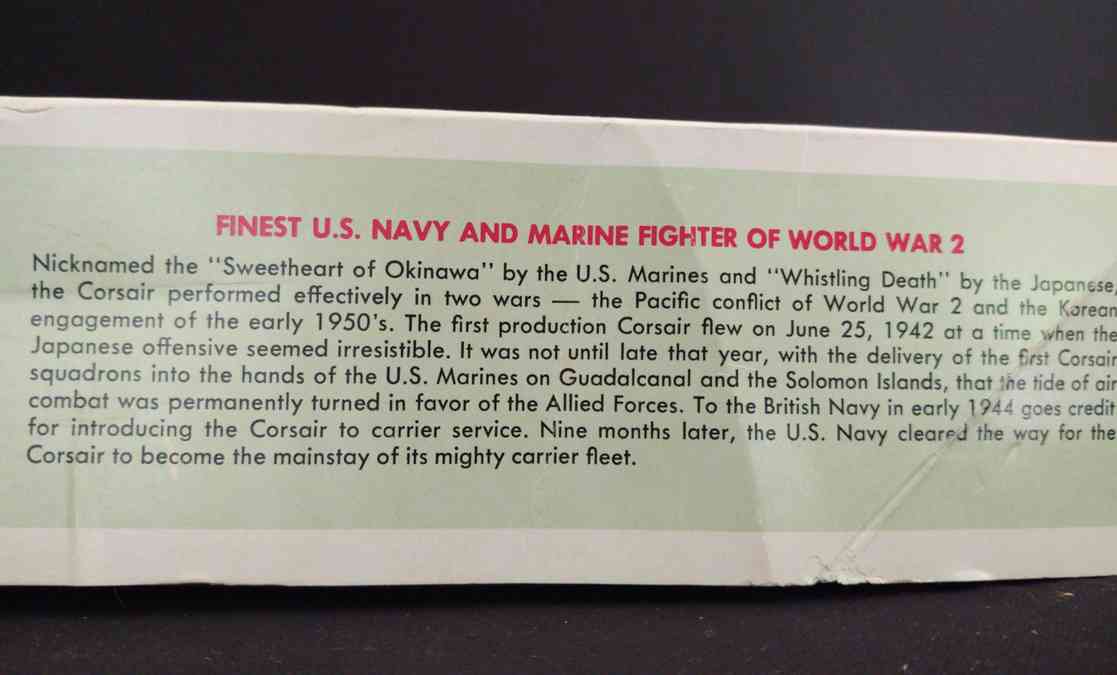 FINEST U.S. NAVY AND MARINE FIGHTER OF WORLD WAR 2
Nicknamed the "Sweetheart of Okinawa" by the U.S. Marines and "Whistling Death" by the Japanese,
the Corsair performed effectively in two wars — the Pacific conflict of World War 2 and the Korean
engagement of the early 1950's. The first production Corsair flew on June 25, 1942 at a time when the
Japanese offensive seemed irresistible. It was not until late that year, with the delivery of the first Corsair
squadrons into the hands of the U.S. Marines on Guadalcanal and the Solomon Islands, that the tide of air
combat was permanently turned in favor of the Allied Forces. To the British Navy in early 1944 goes credit
for introducing the Corsair to carrier service. Nine months later, the U.S. Navy cleared the way for the
Corsair to become the mainstay of its mighty carrier fleet.